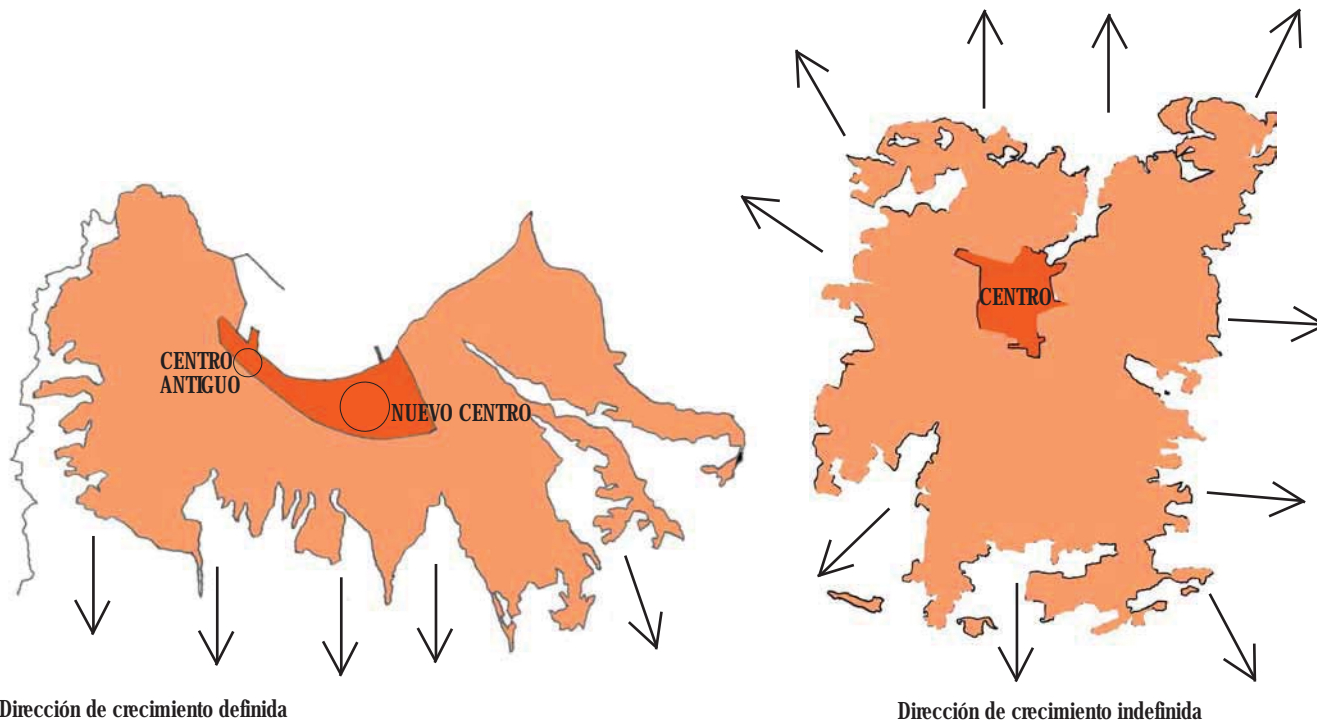 CENTRO
ANTIGUO
NUEVO CENTRO
Dirección de crecimiento definida
CENTRO
Dirección de crecimiento indefinida